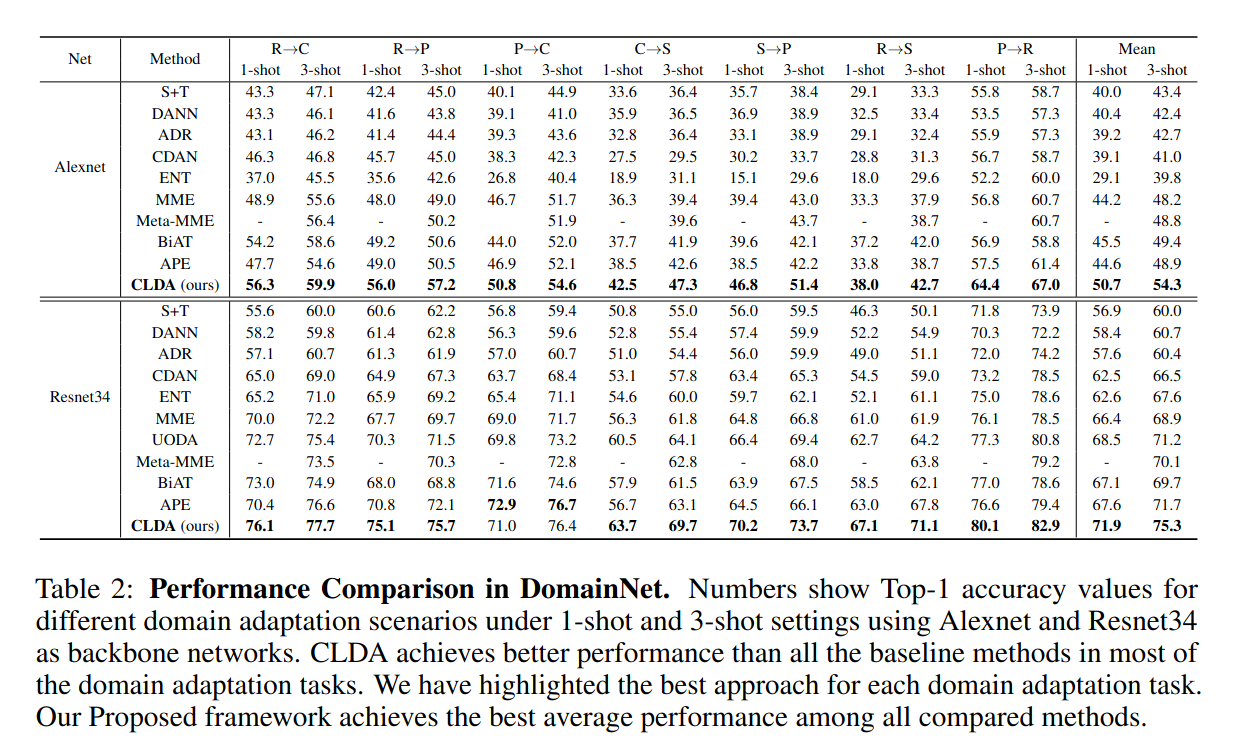 Net Method R→C R→P P→C C→S S→P R→S P→R Mean
1-shot 3-shot 1-shot 3-shot 1-shot 3-shot 1-shot 3-shot 1-shot 3-shot 1-shot 3-shot 1-shot 3-shot 1-shot 3-shot
Alexnet
S+T 43.3 47.1 42.4 45.0 40.1 44.9 33.6 36.4 35.7 38.4 29.1 33.3 55.8 58.7 40.0 43.4
DANN 43.3 46.1 41.6 43.8 39.1 41.0 35.9 36.5 36.9 38.9 32.5 33.4 53.5 57.3 40.4 42.4
ADR 43.1 46.2 41.4 44.4 39.3 43.6 32.8 36.4 33.1 38.9 29.1 32.4 55.9 57.3 39.2 42.7
CDAN 46.3 46.8 45.7 45.0 38.3 42.3 27.5 29.5 30.2 33.7 28.8 31.3 56.7 58.7 39.1 41.0
ENT 37.0 45.5 35.6 42.6 26.8 40.4 18.9 31.1 15.1 29.6 18.0 29.6 52.2 60.0 29.1 39.8
MME 48.9 55.6 48.0 49.0 46.7 51.7 36.3 39.4 39.4 43.0 33.3 37.9 56.8 60.7 44.2 48.2
Meta-MME - 56.4 - 50.2 51.9 - 39.6 - 43.7 - 38.7 - 60.7 - 48.8
BiAT 54.2 58.6 49.2 50.6 44.0 52.0 37.7 41.9 39.6 42.1 37.2 42.0 56.9 58.8 45.5 49.4
APE 47.7 54.6 49.0 50.5 46.9 52.1 38.5 42.6 38.5 42.2 33.8 38.7 57.5 61.4 44.6 48.9
CLDA (ours) 56.3 59.9 56.0 57.2 50.8 54.6 42.5 47.3 46.8 51.4 38.0 42.7 64.4 67.0 50.7 54.3
Resnet34
S+T 55.6 60.0 60.6 62.2 56.8 59.4 50.8 55.0 56.0 59.5 46.3 50.1 71.8 73.9 56.9 60.0
DANN 58.2 59.8 61.4 62.8 56.3 59.6 52.8 55.4 57.4 59.9 52.2 54.9 70.3 72.2 58.4 60.7
ADR 57.1 60.7 61.3 61.9 57.0 60.7 51.0 54.4 56.0 59.9 49.0 51.1 72.0 74.2 57.6 60.4
CDAN 65.0 69.0 64.9 67.3 63.7 68.4 53.1 57.8 63.4 65.3 54.5 59.0 73.2 78.5 62.5 66.5
ENT 65.2 71.0 65.9 69.2 65.4 71.1 54.6 60.0 59.7 62.1 52.1 61.1 75.0 78.6 62.6 67.6
MME 70.0 72.2 67.7 69.7 69.0 71.7 56.3 61.8 64.8 66.8 61.0 61.9 76.1 78.5 66.4 68.9
UODA 72.7 75.4 70.3 71.5 69.8 73.2 60.5 64.1 66.4 69.4 62.7 64.2 77.3 80.8 68.5 71.2
Meta-MME - 73.5 - 70.3 - 72.8 - 62.8 - 68.0 - 63.8 - 79.2 - 70.1
BiAT 73.0 74.9 68.0 68.8 71.6 74.6 57.9 61.5 63.9 67.5 58.5 62.1 77.0 78.6 67.1 69.7
APE 70.4 76.6 70.8 72.1 72.9 76.7 56.7 63.1 64.5 66.1 63.0 67.8 76.6 79.4 67.6 71.7
CLDA (ours) 76.1 77.7 75.1 75.7 71.0 76.4 63.7 69.7 70.2 73.7 67.1 71.1 80.1 82.9 71.9 75.3
Table 2: Performance Comparison in DomainNet. Numbers show Top-1 accuracy values for
different domain adaptation scenarios under 1-shot and 3-shot settings using Alexnet and Resnet34
as backbone networks. CLDA achieves better performance than all the baseline methods in most of
the domain adaptation tasks. We have highlighted the best approach for each domain adaptation task.
Our Proposed framework achieves the best average performance among all compared methods.